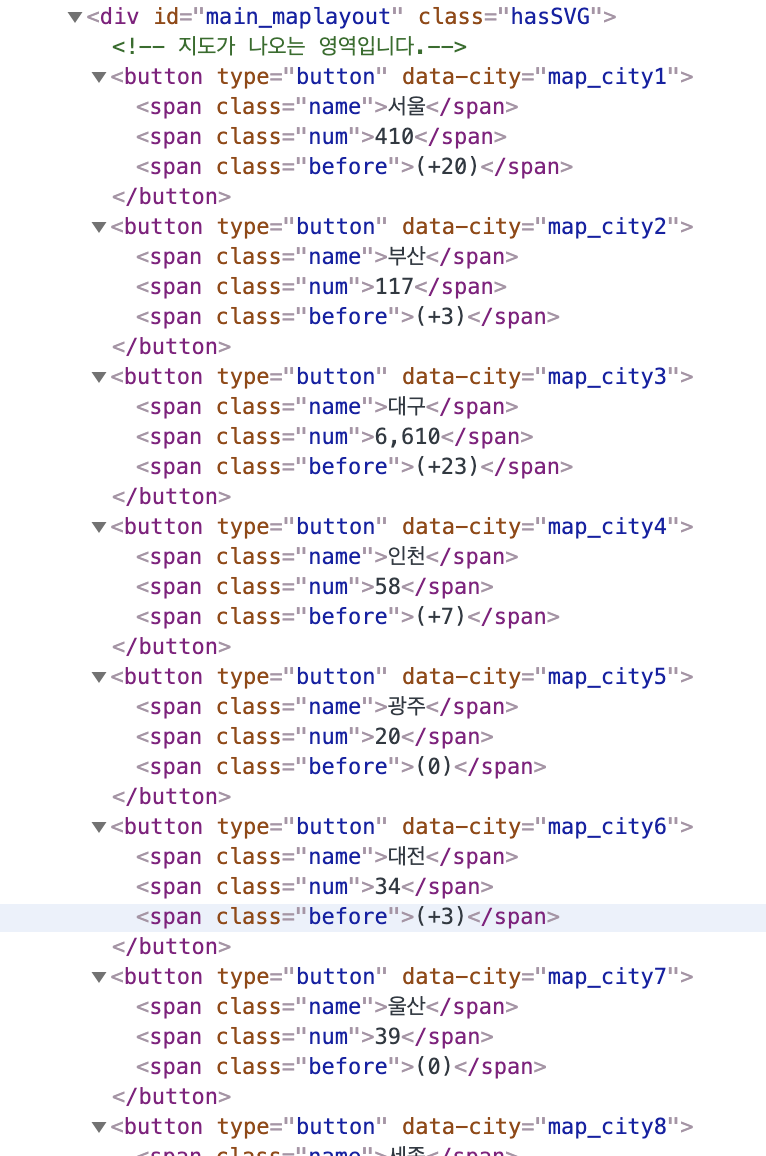 ▼<div id="main_maplayout" class="hasSVG">
<!-- 지도가 나오는 영역입니다.-->
▼<button type="button" data-city="map_city1">
<span class="name">서울</span>
<span class="num">410</span>
<span class="before">(+20)</span>
</button>
▼<button type="button" data-city="map_city2">
<span class="name">부산</span>
<span class="num">117</span>
<span class="before">(+3)</span>
</button>
▼<button type="button" data-city="map_city3">
<span class="name">대구</span>
<span class="num">6,610</span>
<span class="before">(+23)</span>
</button>
▼<button type="button" data-city="map_city4">
<span class="name">인천</span>
<span class="num">58</span>
<span class="before">(+7)</span>
</button>
▼<button type="button" data-city="map_city5">
<span class="name">광주</span>
<span class="num">20</span>
<span class="before">(0)</span>
</button>
▼<button type="button" data-city="map_city6">
<span class="name">대전</span>
<span class="num">34</span>
<span class="before">(+3)</span>
</button>
▼<button type="button" data-city="map_city7">
<span class="name">울산</span>
<span class="num">39</span>
<span class="before">(0)</span>
</button>
▼<button type="button" data-city="map_city8">
<span class="name">세종</span>